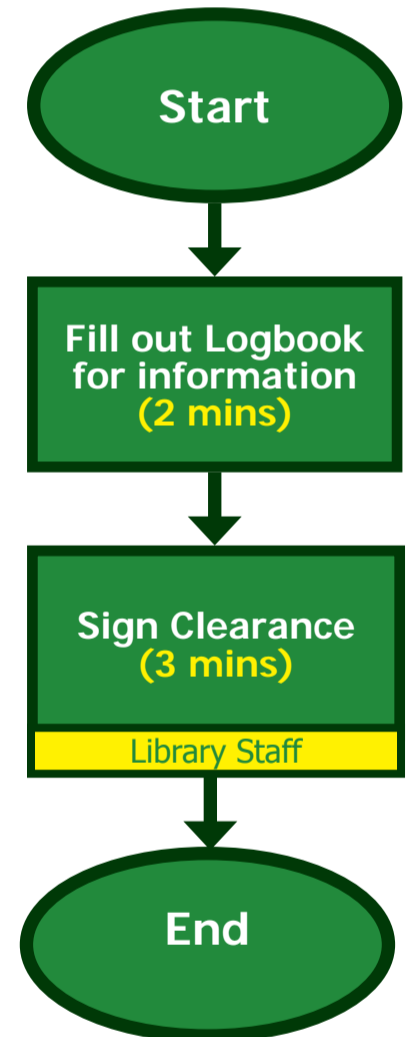 Start
Fill out Logbook
for information
(2 mins)
Sign Clearance
(3 mins)
Library Staff
End